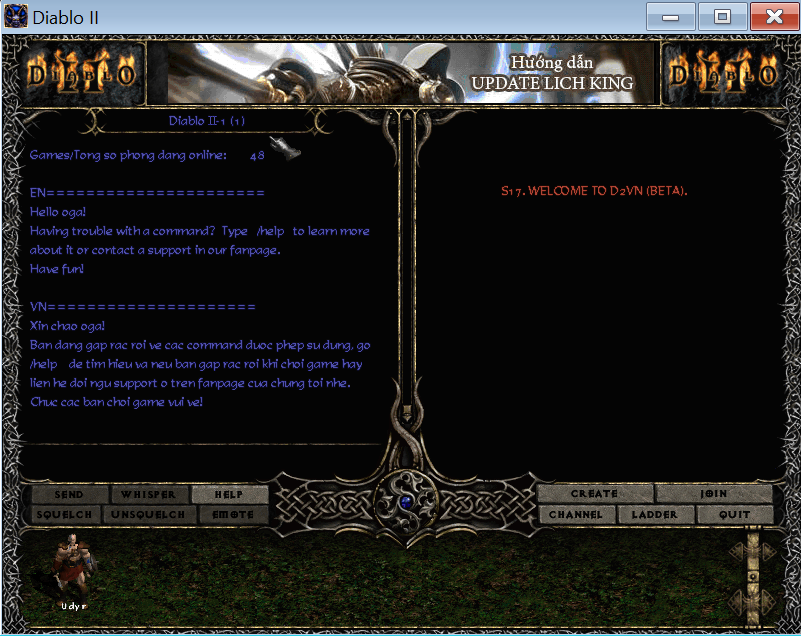 Diablo II
DIABLO
Hướng dẫn
UPDATE LICH KING
DIABLO
Diablo II-1 (1)
Games/Tong so phong dang online: 48
EN======================
Hello oga!
Having trouble with a command? Type /help to learn more
about it or contact a support in our fanpage.
Have fun!
VN=====================
Xin chao oga!
Ban dang gap rac roi ve cac command duoc phep su dung, go
/help de tim hieu va neu ban gap rac roi khi choi game hay
lien he doi ngu support o tren fanpage cua chung toi nhe.
Chuc cac ban choi game vui ve!
S17. WELCOME TO D2VN (BETA).
SEND
WHISPER
HELP
SQUELCH
UNSQUELCH
EMOTE
CREATE
JOIN
CHANNEL
LADDER
QUIT
Udyr